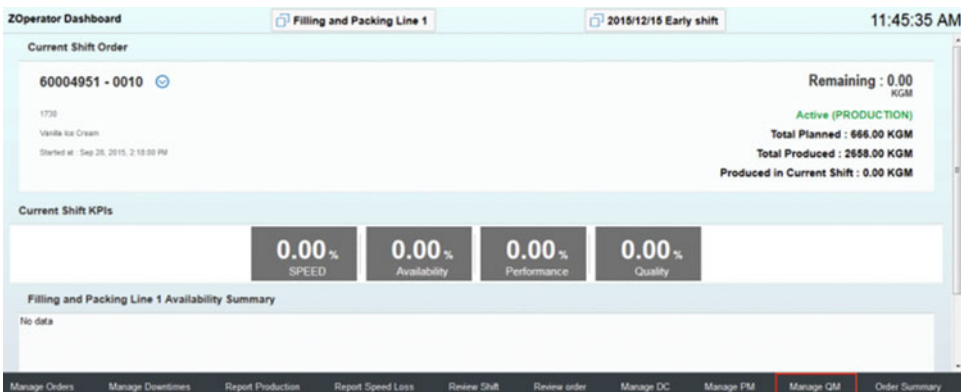 ZOperator Dashboard Filling and Packing Line 1 2015/12/15 Early shift 11:45:35 AM
Current Shift Order
60004951 - 0010 Remaining : 0.00
KGM
1730 Active (PRODUCTION)
Vanilla Ice Cream Total Planned : 666.00 KGM
Started at : Sep 28, 2015, 2:18:00 PM Total Produced : 2658.00 KGM
Produced in Current Shift : 0.00 KGM
Current Shift KPIs
0.00 % 0.00 % 0.00 % 0.00 %
SPEED Availability Performance Quality
Filling and Packing Line 1 Availability Summary
No data
Manage Orders Manage Downtimes Report Production Report Speed Loss Review Shift Review order Manage DC Manage PM Manage QM Order Summary